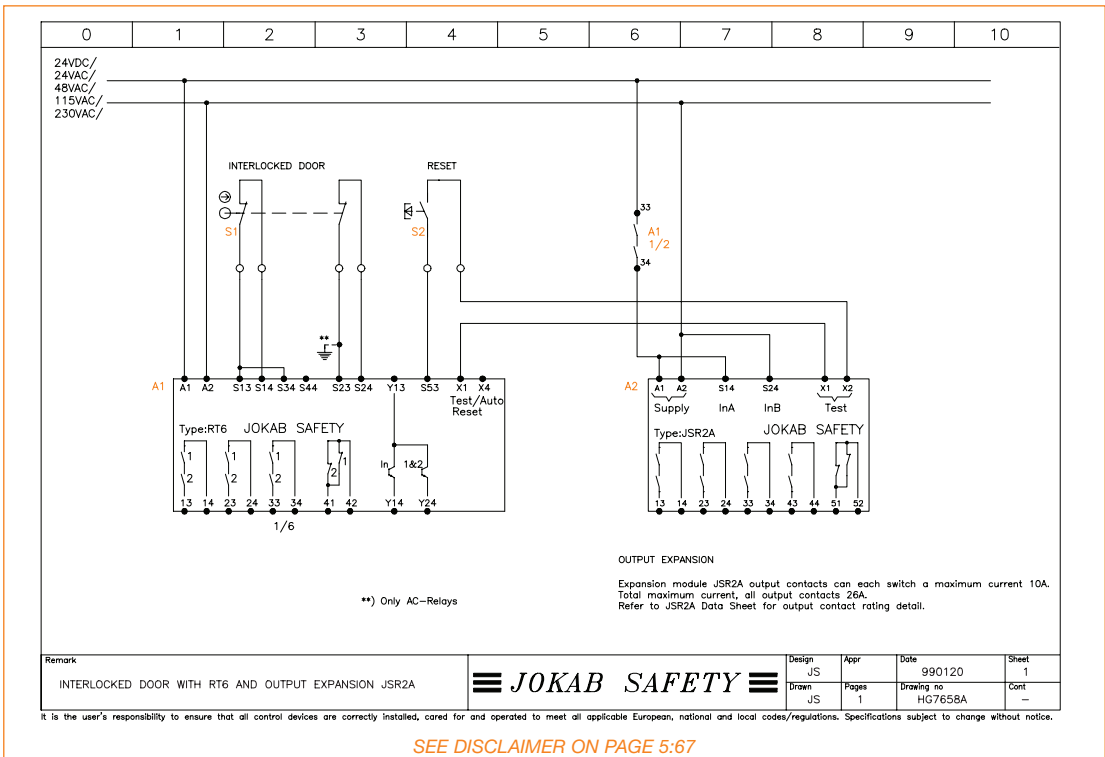 0 1 2 3 4 5 6 7 8 9 10
24VDC/
24VAC/
48VAC/
115VAC/
230VAC/
INTERLOCKED DOOR
RESET
S1
S2
33
A1
1/2
34
**
A1
A1 A2 S13 S14 S34 S44 S23 S24 Y13 S53 X1 X4
Test/Auto
Reset
Type:RT6 JOKAB SAFETY
1 1 1 2 1 In 1&2
2 2 2
13 14 23 24 33 34 41 42 Y14 Y24
1/6
A2
A1 A2 S14 S24 X1 X2
Supply InA InB Test
Type:JSR2A JOKAB SAFETY
13 14 23 24 33 34 43 44 51 52
OUTPUT EXPANSION
Expansion module JSR2A output contacts can each switch a maximum current 10A.
Total maximum current, all output contacts 26A.
Refer to JSR2A Data Sheet for output contact rating detail.
**) Only AC-Relays
Remark
INTERLOCKED DOOR WITH RT6 AND OUTPUT EXPANSION JSR2A
JOKAB SAFETY
Design
JS
Appr
Date
990120
Sheet
1
Drawn
JS
Pages
1
Drawing no
HG7658A
Cont
-
It is the user's responsibility to ensure that all control devices are correctly installed, cared for and operated to meet all applicable European, national and local codes/regulations. Specifications subject to change without notice.
SEE DISCLAIMER ON PAGE 5:67